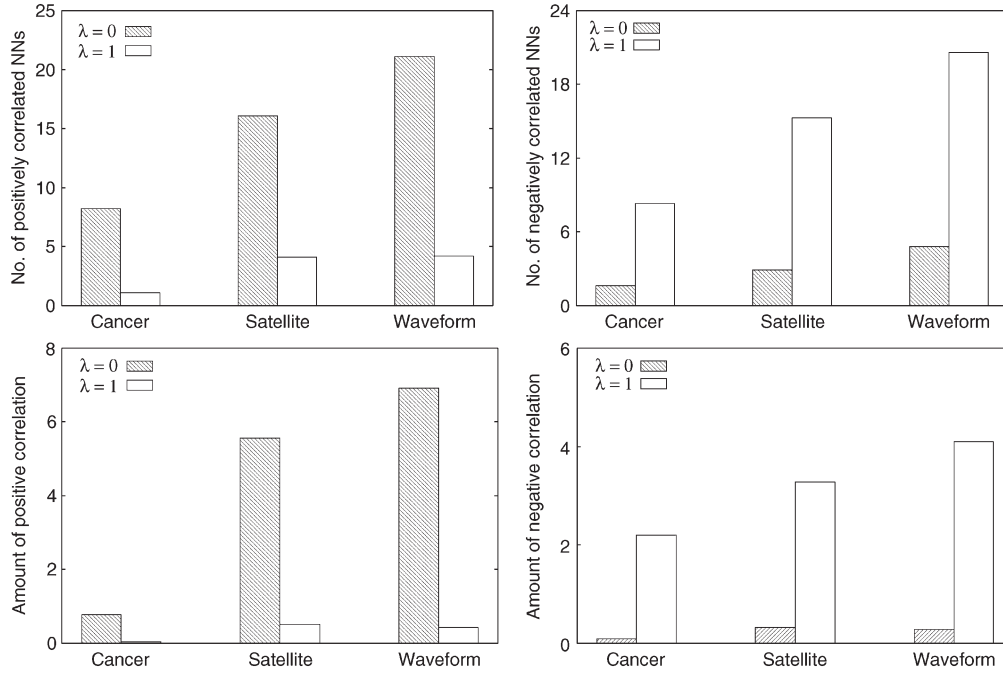 No. of positively correlated NNs
25
20
15
10
5
0
λ = 0
λ = 1
Cancer Satellite Waveform
No. of negatively correlated NNs
24
18
12
6
0
λ = 0
λ = 1
Cancer Satellite Waveform
Amount of positive correlation
8
6
4
2
0
λ = 0
λ = 1
Cancer Satellite Waveform
Amount of negative correlation
6
4
2
0
λ = 0
λ = 1
Cancer Satellite Waveform